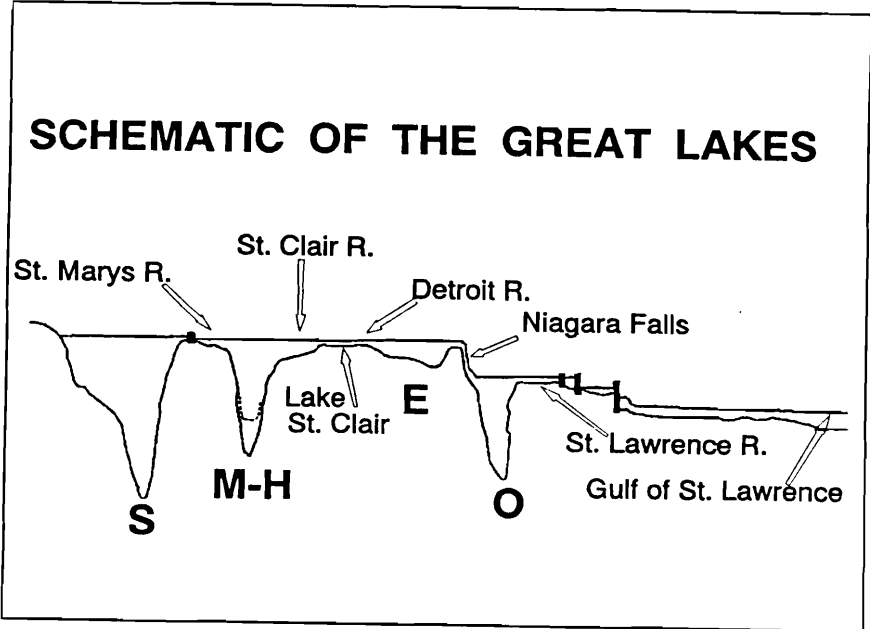 SCHEMATIC OF THE GREAT LAKES
St. Clair R.
St. Marys R.
Detroit R.
Niagara Falls
Lake
St. Clair
E
St. Lawrence R.
M-H
Gulf of St. Lawrence
S
O